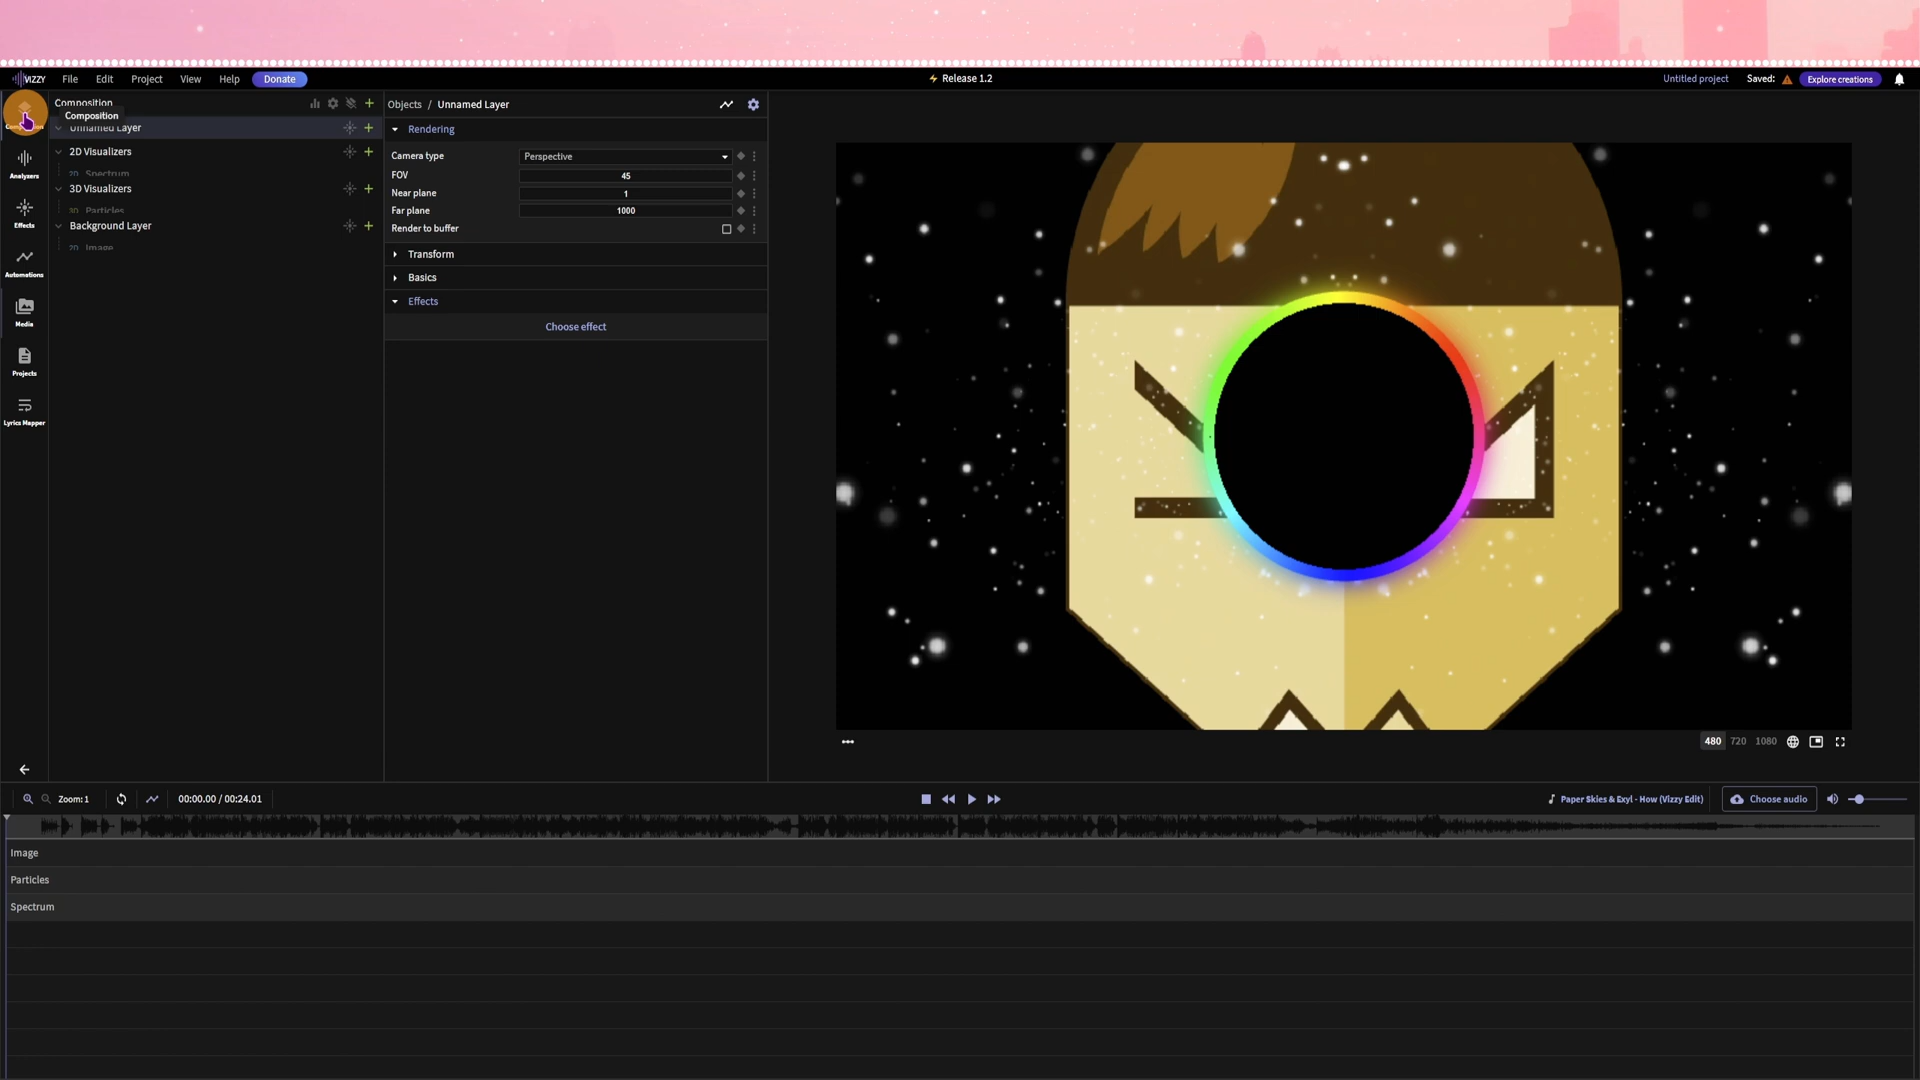 VIZZY File Edit Project View Help Donate
Release 1.2
Untitled project Saved: Explore creations
Composition
Composition
Unnamed Layer
2D Visualizers
2D Spectrum
3D Visualizers
3D Particles
Background Layer
2D Image
Analyzers
Effects
Automations
Media
Projects
Lyrics Mapper
Objects / Unnamed Layer
Rendering
Camera type Perspective
FOV 45
Near plane 1
Far plane 1000
Render to buffer
Transform
Basics
Effects
Choose effect
480 720 1080
Zoom: 1 00:00.00 / 00:24.01
Paper Skies & Exyl - How (Vizzy Edit) Choose audio
Image
Particles
Spectrum